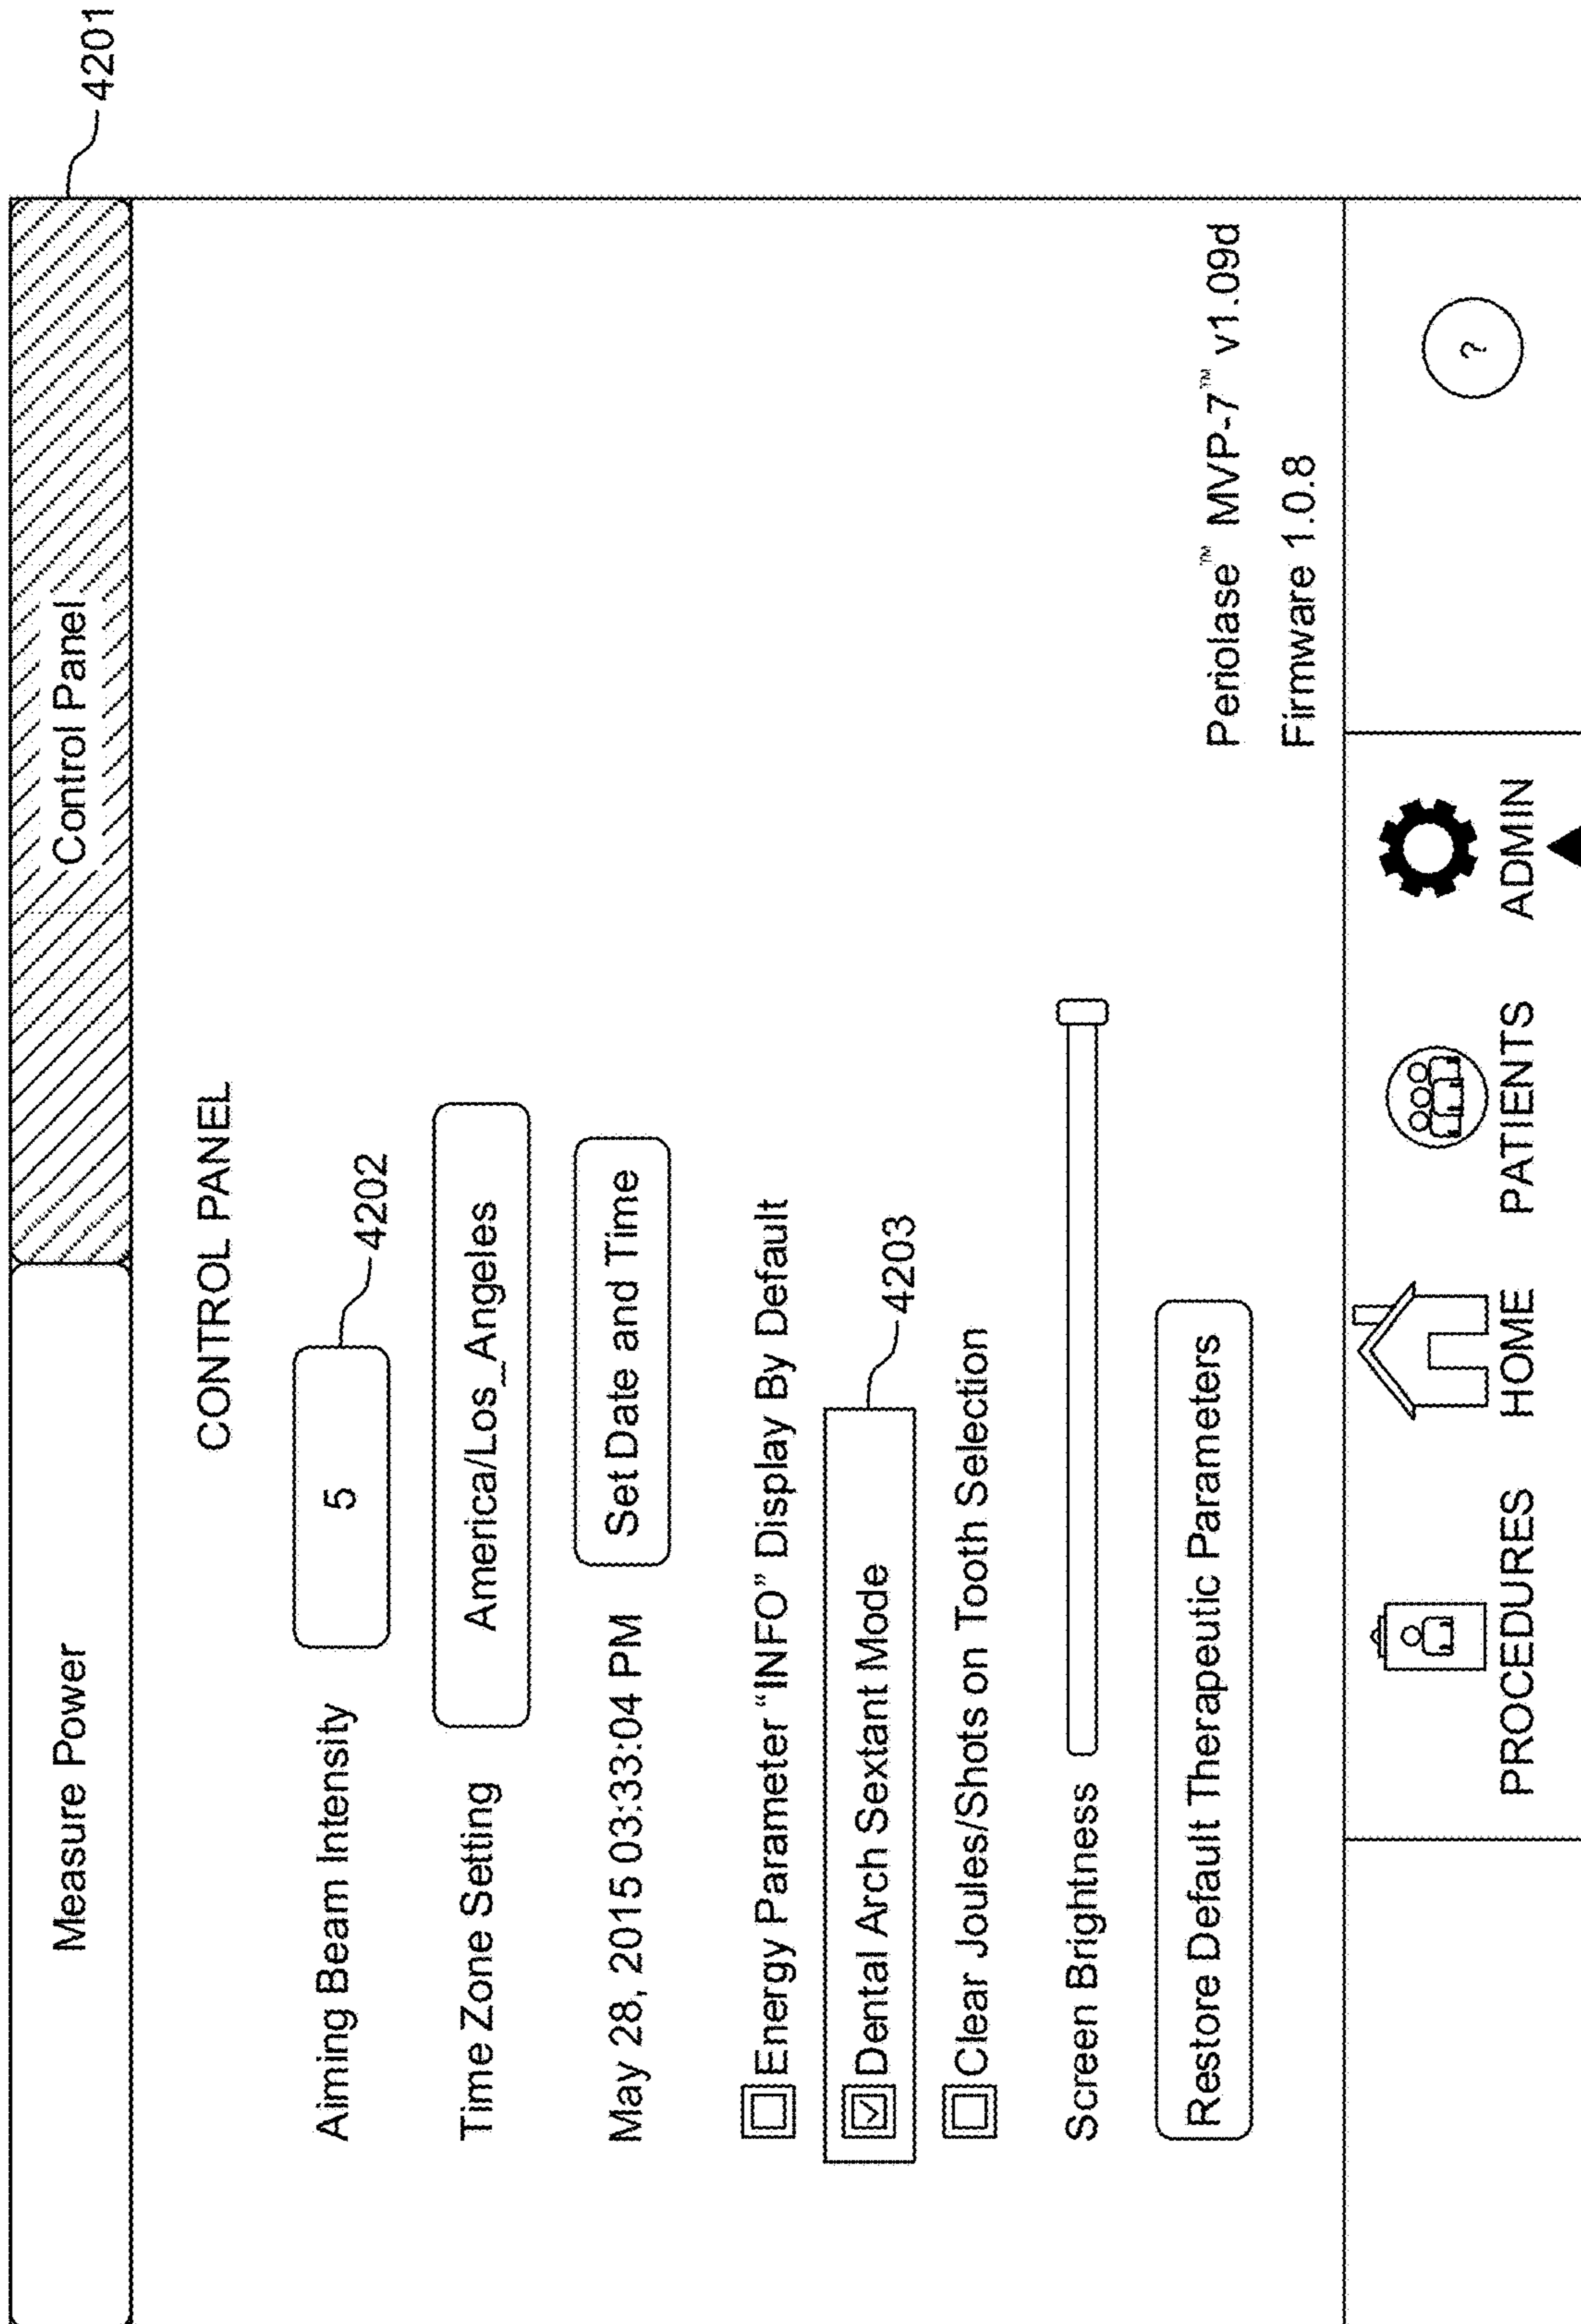 Measure Power
Control Panel
4201
CONTROL PANEL
Aiming Beam Intensity 5 4202
Time Zone Setting America/Los_Angeles
May 28, 2015 03:33:04 PM Set Date and Time
Energy Parameter “INFO” Display By Default
Dental Arch Sextant Mode 4203
Clear Joules/Shots on Tooth Selection
Screen Brightness
Restore Default Therapeutic Parameters
Periolase™ MVP-7™ v1.09d
Firmware 1.0.8
PROCEDURES HOME PATIENTS ADMIN ?